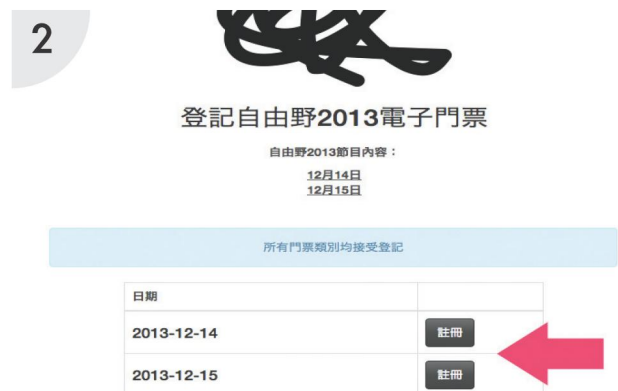 2
登記自由野2013電子門票
自由野2013節目內容：
12月14日
12月15日
所有門票類別均接受登記
日期
2013-12-14 註冊
2013-12-15 註冊